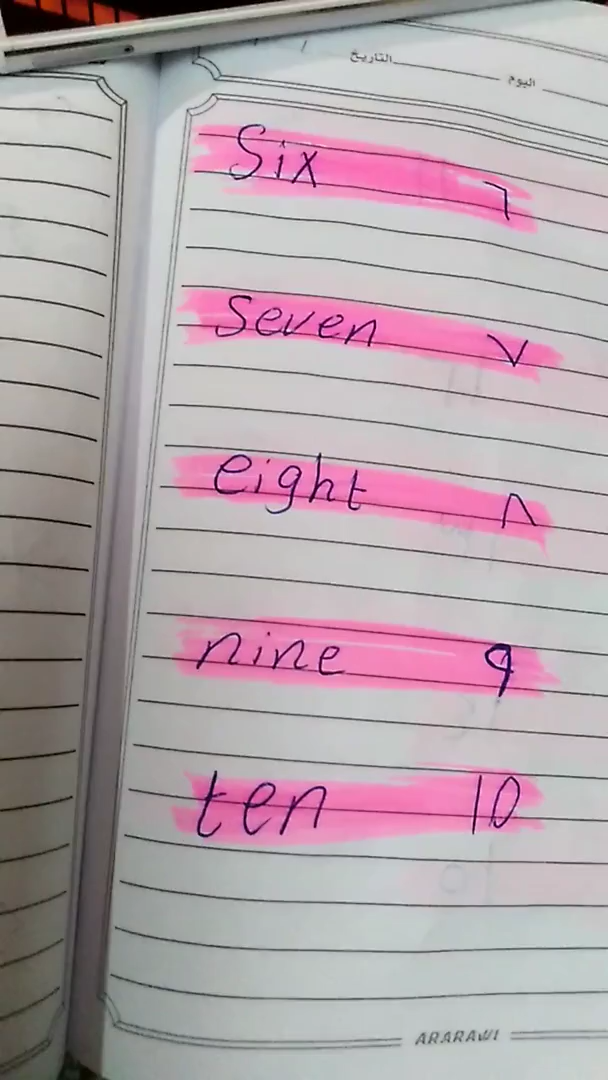 التاريخ
اليوم
Six ٦
seven ٧
eight ٨
nine ٩
ten 10
ARARAWI